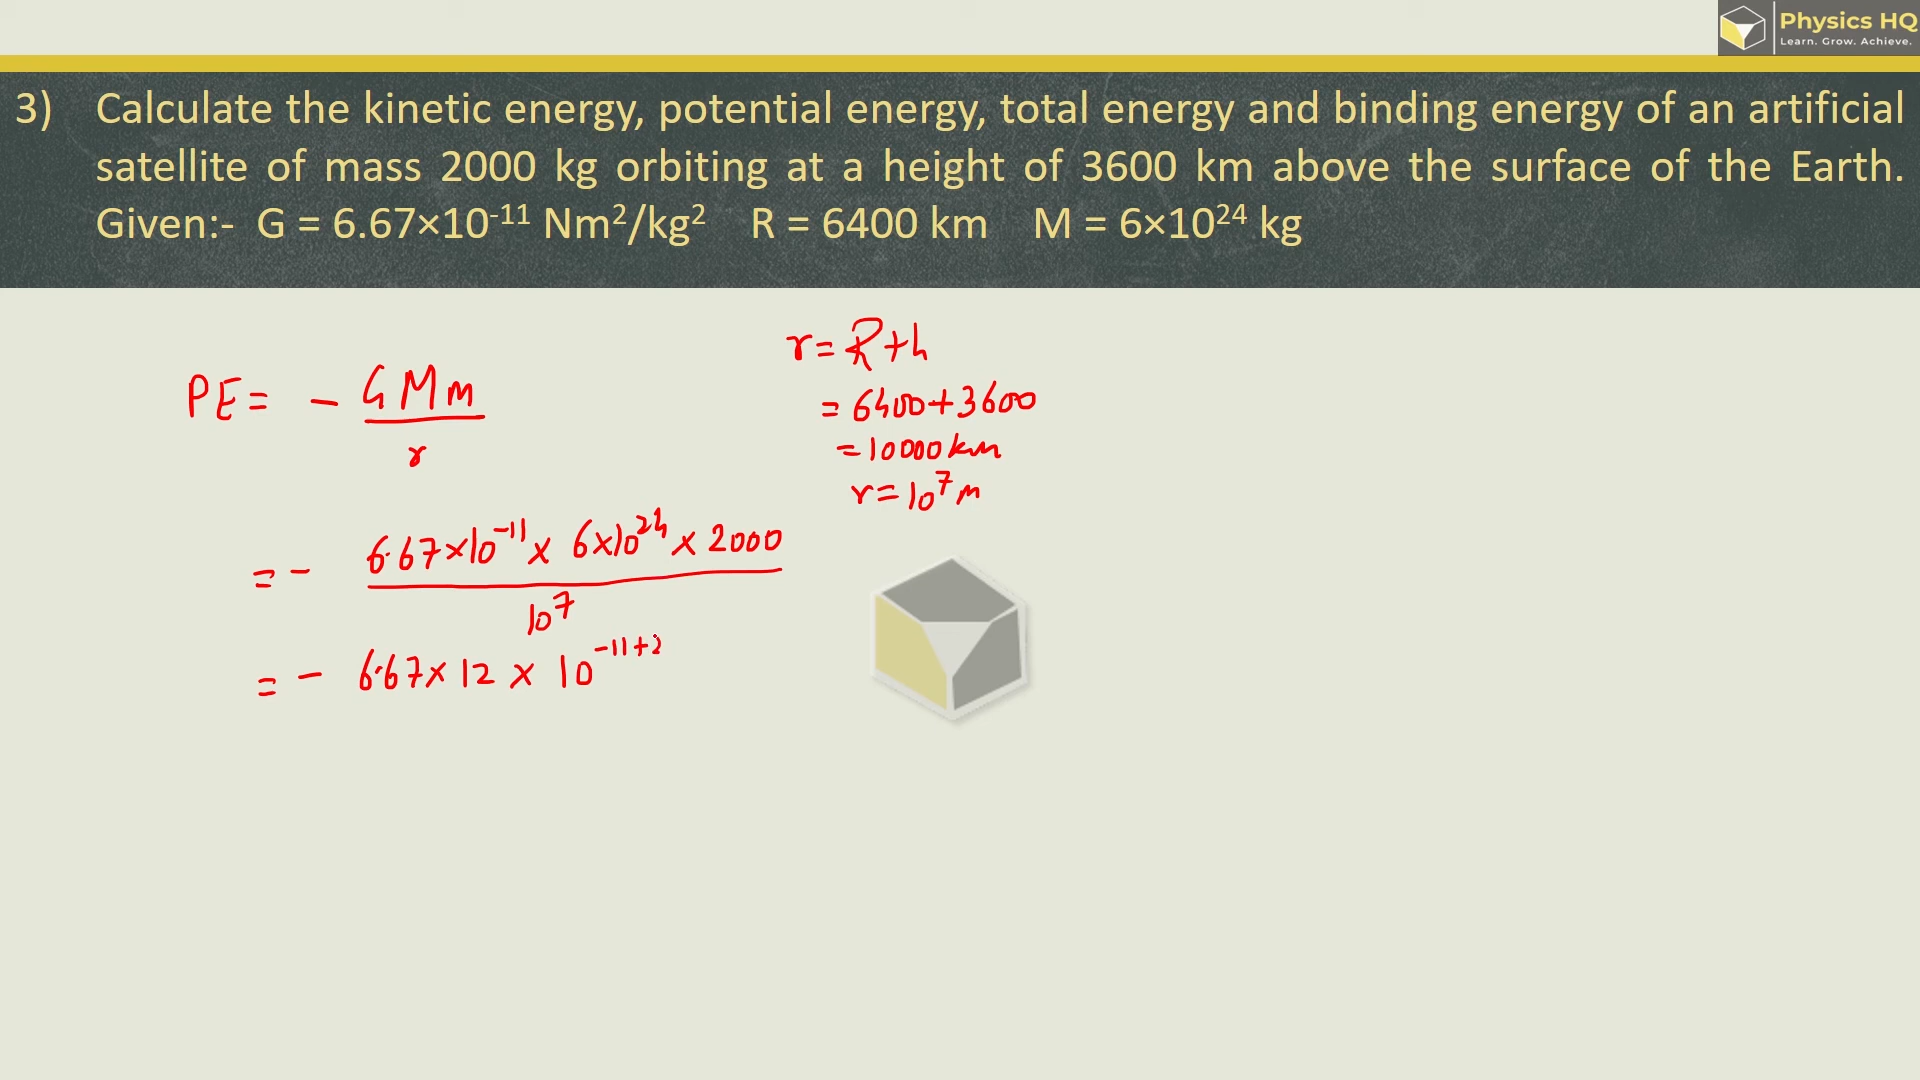 Physics HQ
Learn. Grow. Achieve.
3) Calculate the kinetic energy, potential energy, total energy and binding energy of an artificial
satellite of mass 2000 kg orbiting at a height of 3600 km above the surface of the Earth.
Given:- G = 6.67×10⁻¹¹ Nm²/kg² R = 6400 km M = 6×10²⁴ kg
PE = - GMm
r
= - 6.67×10⁻¹¹ × 6×10²⁴ × 2000
10⁷
= - 6.67 × 12 × 10⁻¹¹⁺²
r = R+h
= 6400+3600
= 10000 km
r = 10⁷ m